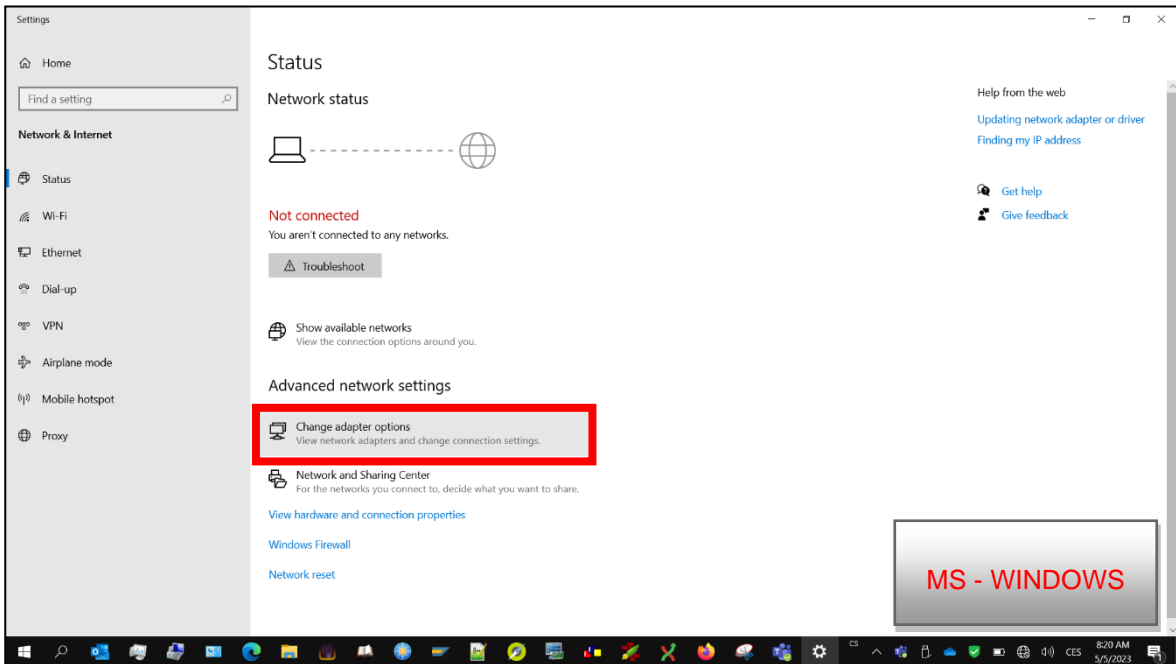 Settings
Home
Find a setting
Network & Internet
Status
Wi-Fi
Ethernet
Dial-up
VPN
Airplane mode
Mobile hotspot
Proxy
Status
Network status
Not connected
You aren't connected to any networks.
Troubleshoot
Show available networks
View the connection options around you.
Advanced network settings
Change adapter options
View network adapters and change connection settings.
Network and Sharing Center
For the networks you connect to, decide what you want to share.
View hardware and connection properties
Windows Firewall
Network reset
Help from the web
Updating network adapter or driver
Finding my IP address
Get help
Give feedback
MS - WINDOWS
CS
CES
8:20 AM
5/5/2023